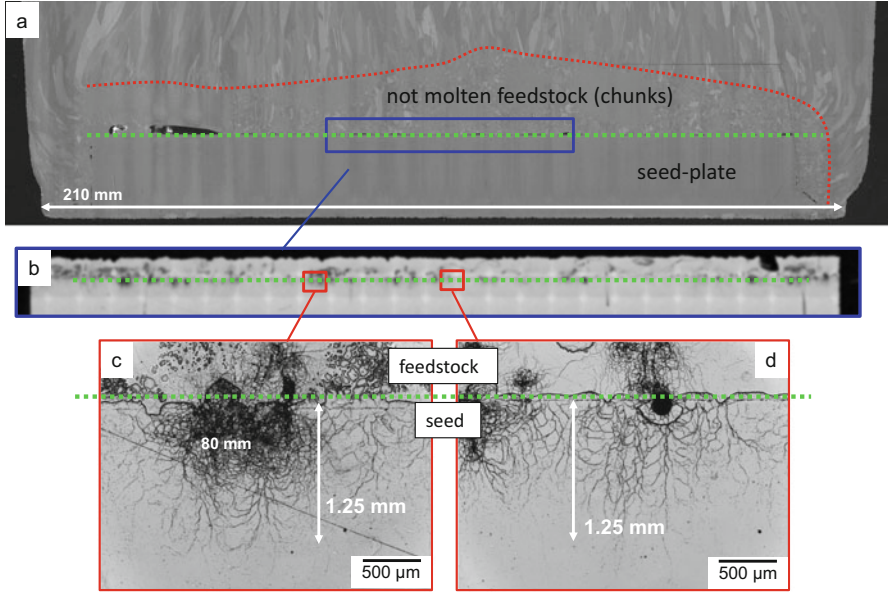 a
not molten feedstock (chunks)
seed-plate
210 mm
b
c
feedstock
d
seed
80 mm
1.25 mm
1.25 mm
500 µm
500 µm